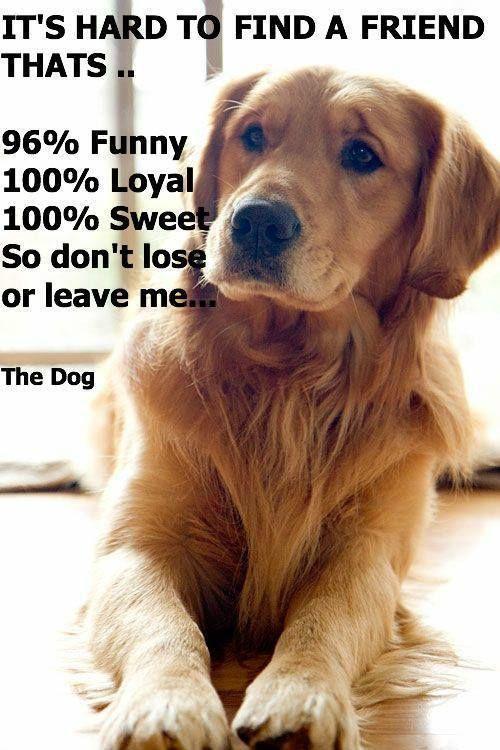 IT'S HARD TO FIND A FRIEND
THATS ..
96% Funny
100% Loyal
100% Sweet
So don't lose
or leave me...
The Dog